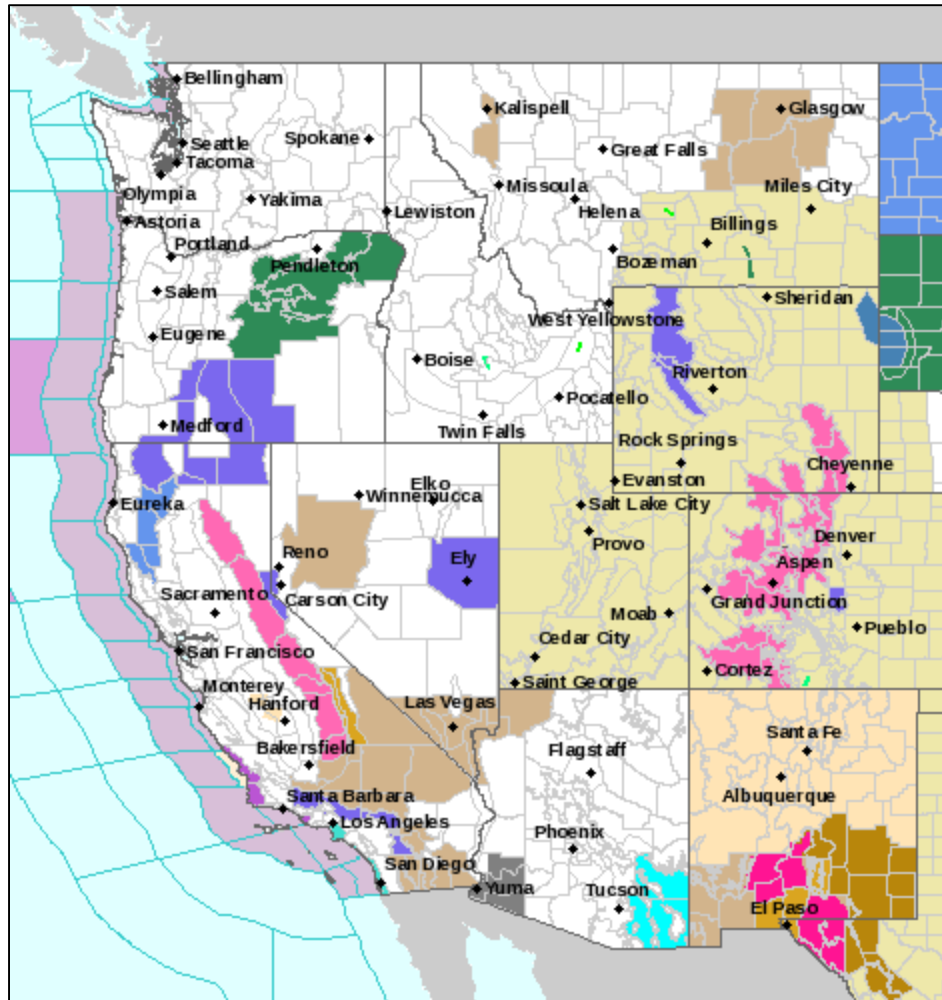 Bellingham
Kalispell
Glasgow
Seattle
Spokane
Great Falls
Tacoma
Missoula
Miles City
Olympia
Yakima
Lewiston
Helena
Astoria
Billings
Portland
Bozeman
Pendleton
Salem
Sheridan
West Yellowstone
Eugene
Boise
Riverton
Pocatello
Medford
Twin Falls
Rock Springs
Cheyenne
Elko
Evanston
Winnemucca
Eureka
Salt Lake City
Denver
Provo
Reno
Ely
Aspen
Sacramento
Carson City
Grand Junction
Moab
Pueblo
Cedar City
San Francisco
Cortez
Saint George
Monterey
Las Vegas
Hanford
Santa Fe
Bakersfield
Flagstaff
Albuquerque
Santa Barbara
Los Angeles
Phoenix
San Diego
Yuma
Tucson
El Paso